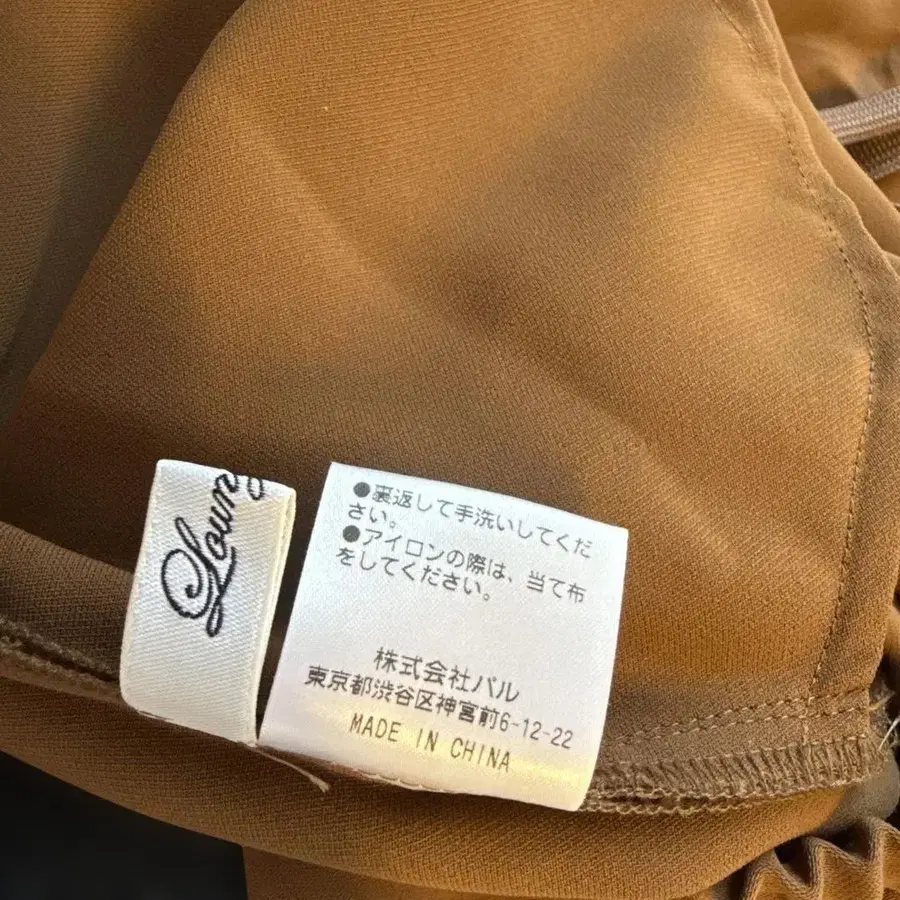 Loun
●裏返して手洗いしてくだ
さい。
●アイロンの際は、当て布
をしてください。
株式会社パル
東京都渋谷区神宮前6-12-22
MADE IN CHINA